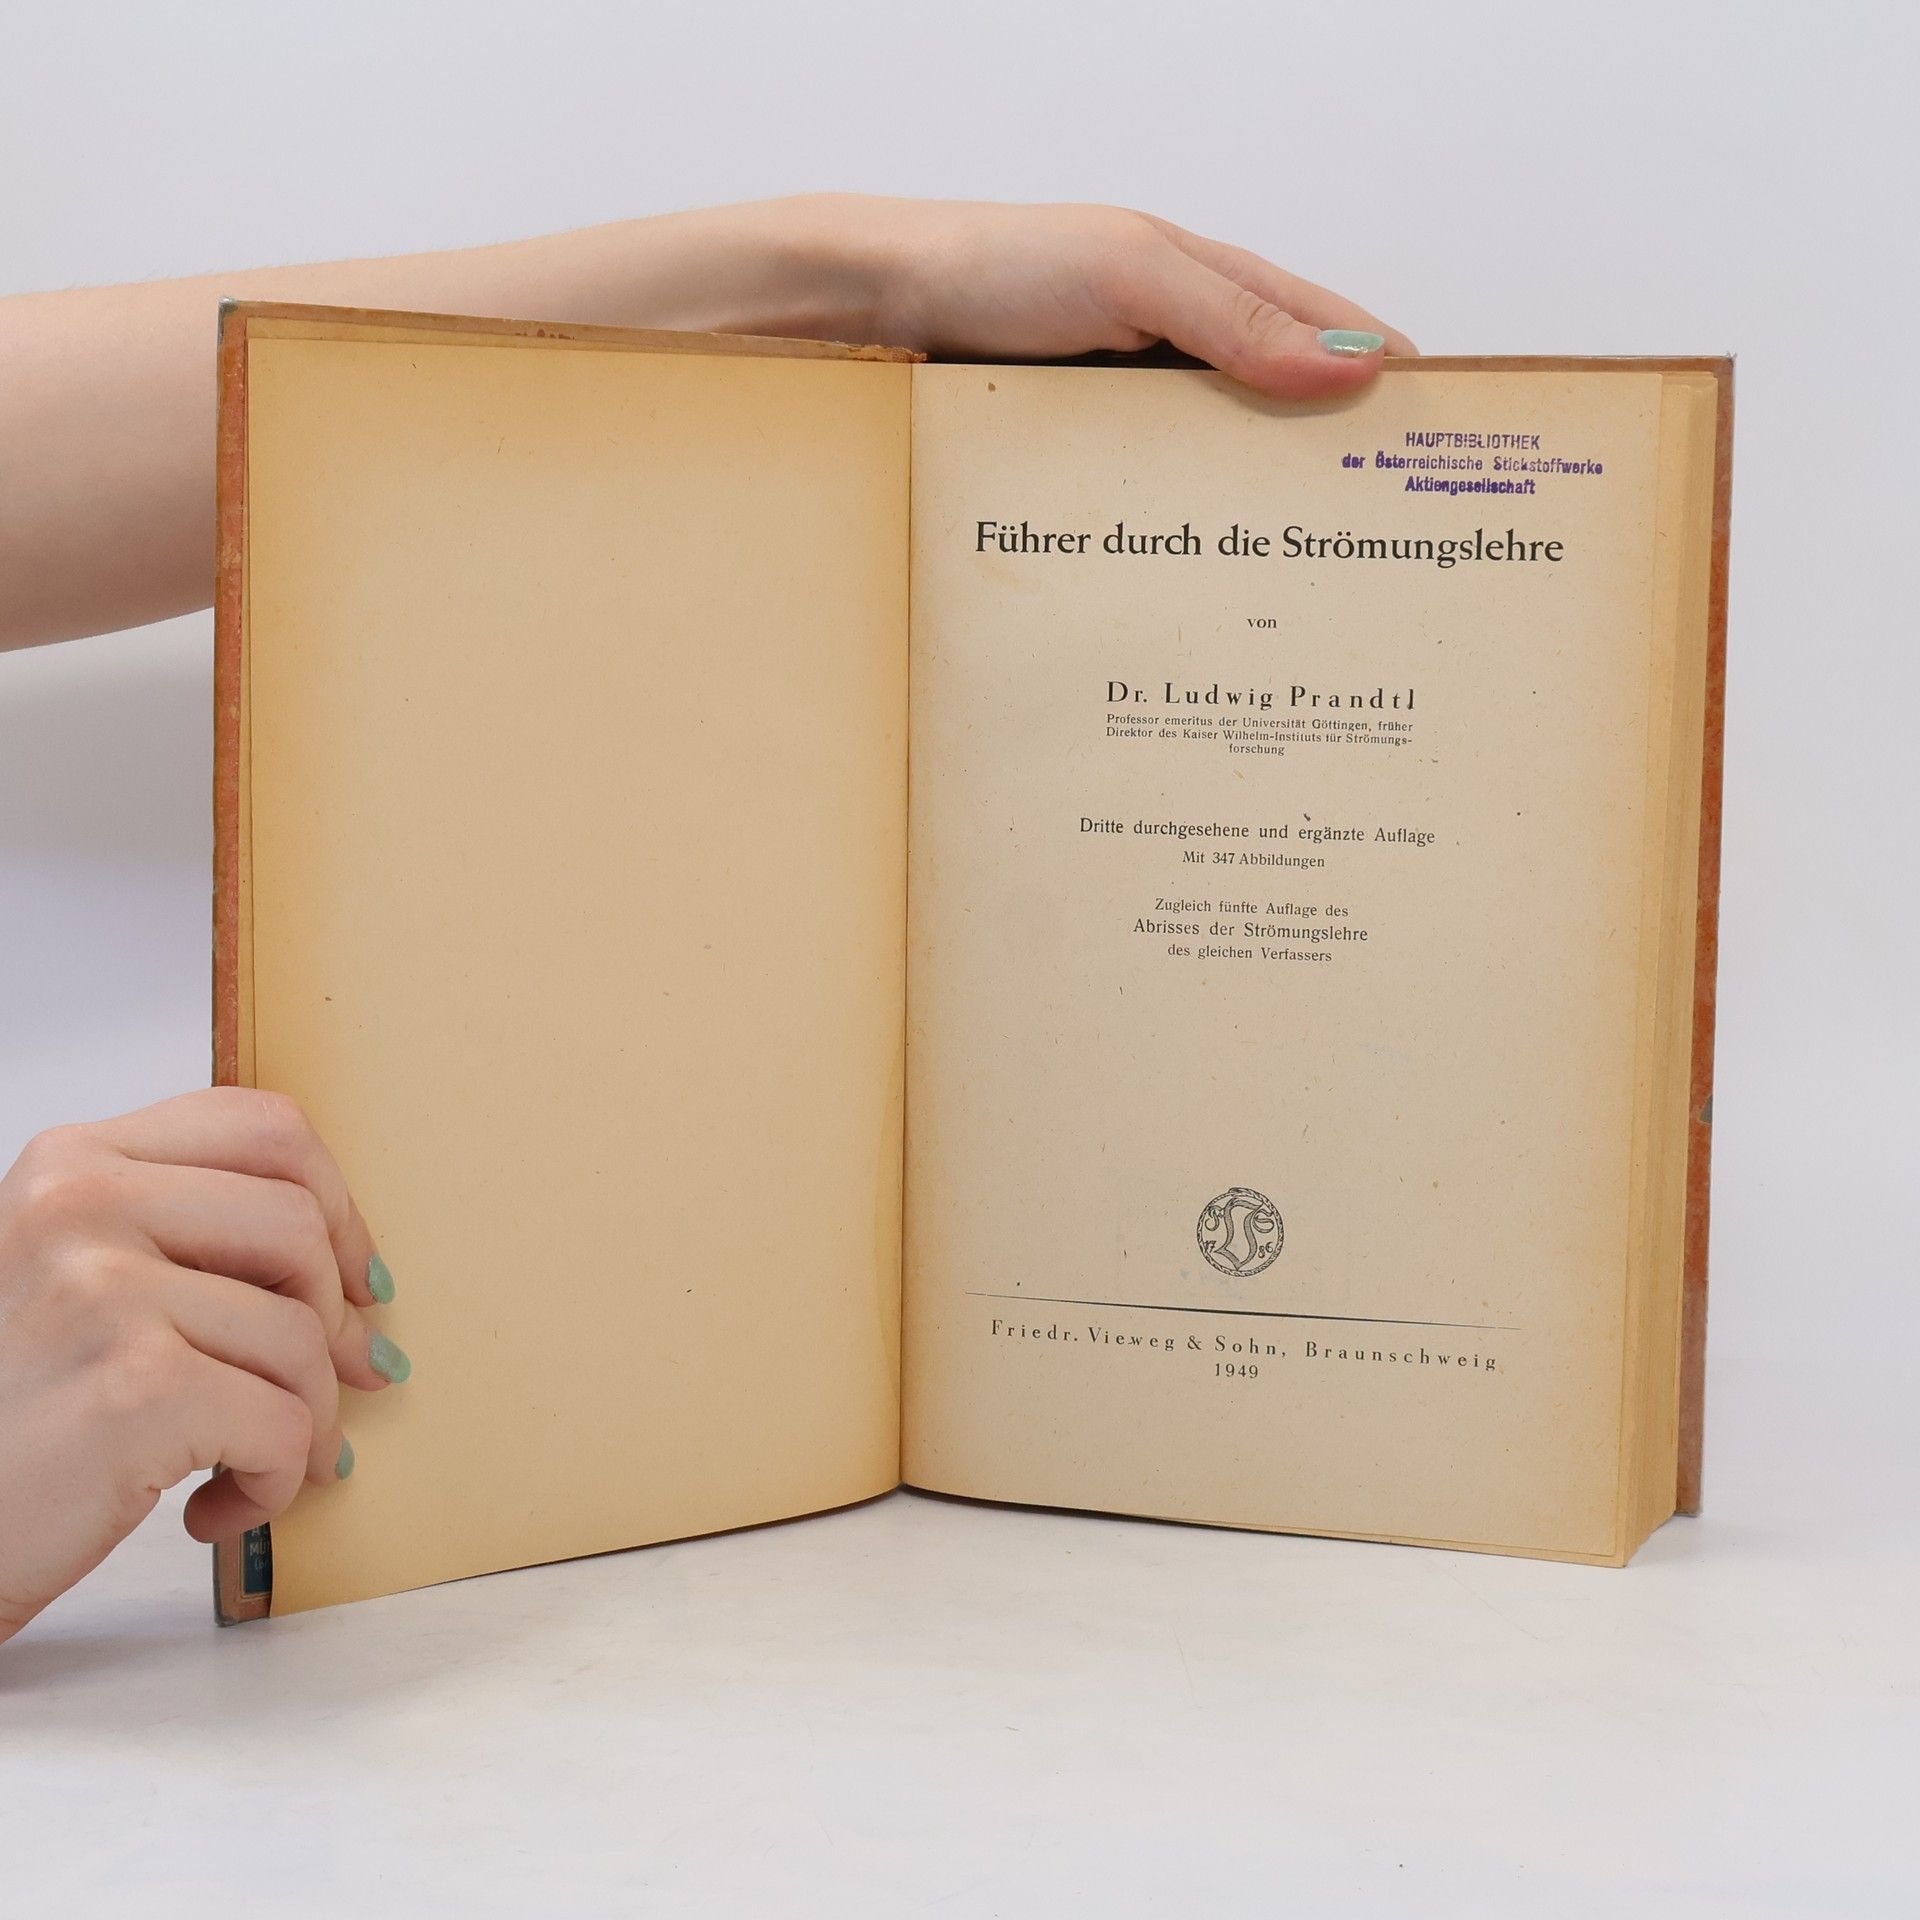 HAUPTBIBLIOTHEK
der Österreichische Stickstoffwerke
Aktiengesellschaft
Führer durch die Strömungslehre
von
Dr. Ludwig Prandtl
Professor emeritus der Universität Göttingen, früher
Direktor des Kaiser Wilhelm-Instituts für Strömungs-
forschung
Dritte durchgesehene und ergänzte Auflage
Mit 347 Abbildungen
Zugleich fünfte Auflage des
Abrisses der Strömungslehre
des gleichen Verfassers
17 86
Friedr. Vieweg & Sohn, Braunschweig
1949